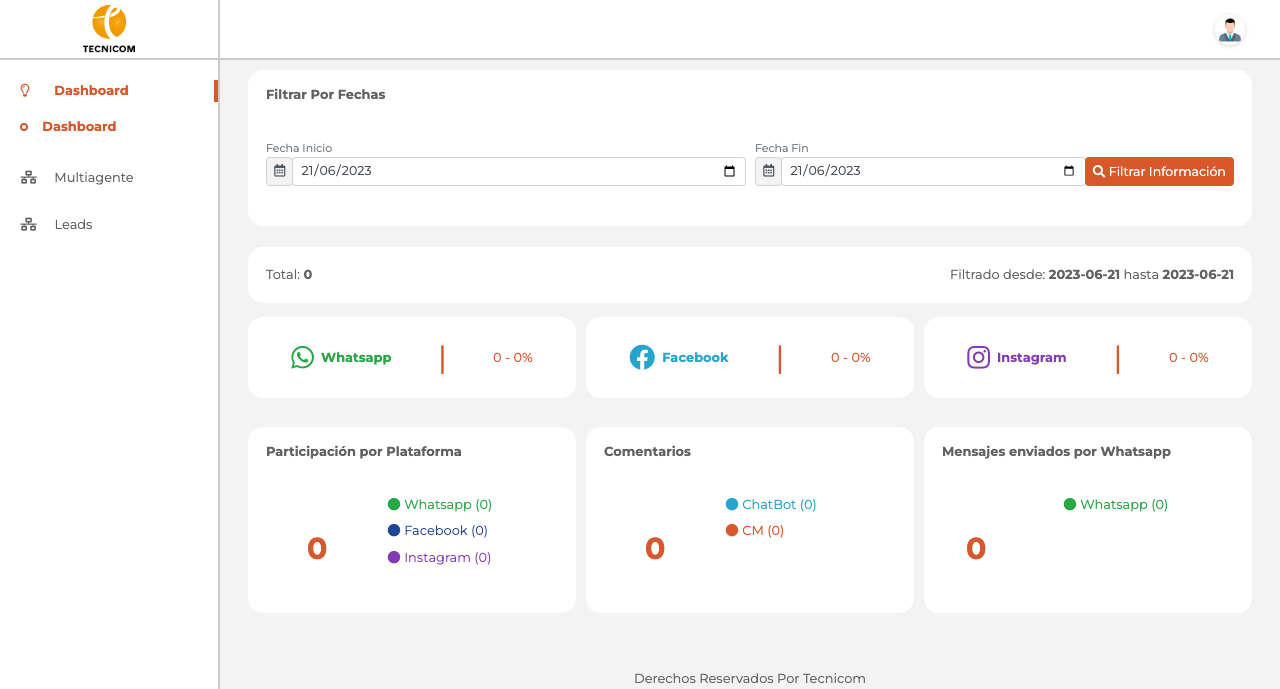 TECNICOM
Dashboard
Dashboard
Multiagente
Leads
Filtrar Por Fechas
Fecha Inicio
21/06/2023
Fecha Fin
21/06/2023
Filtrar Información
Total: 0
Filtrado desde: 2023-06-21 hasta 2023-06-21
Whatsapp
0 - 0%
Facebook
0 - 0%
Instagram
0 - 0%
Participación por Plataforma
0
Whatsapp (0)
Facebook (0)
Instagram (0)
Comentarios
0
ChatBot (0)
CM (0)
Mensajes enviados por Whatsapp
0
Whatsapp (0)
Derechos Reservados Por Tecnicom